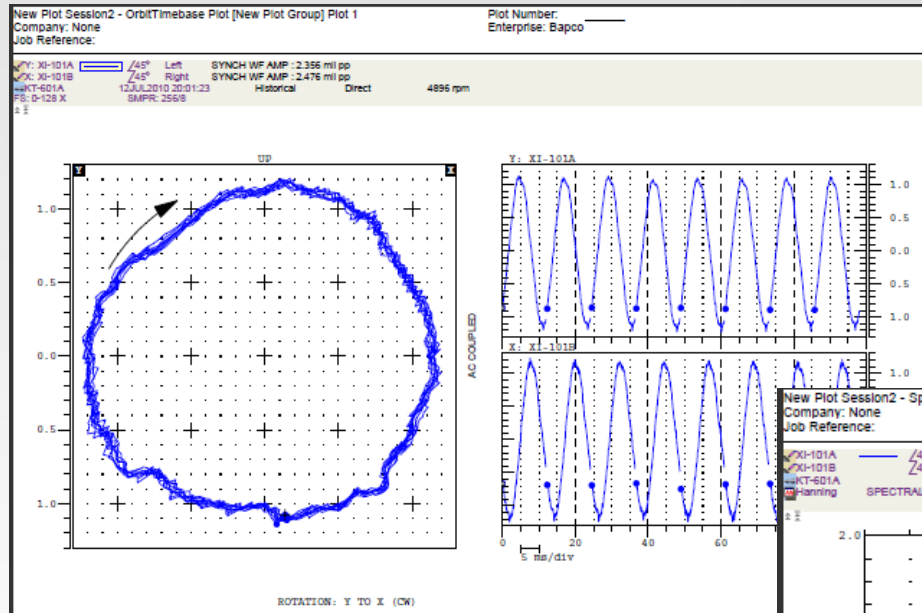 New Plot Session2 - OrbitTimebase Plot [New Plot Group] Plot 1
Company: None
Job Reference:
Plot Number:
Enterprise: Bapco
Y: XI-101A ∠45° Left SYNCH WF AMP : 2.356 mil pp
X: XI-101B ∠45° Right SYNCH WF AMP : 2.476 mil pp
KT-601A 12JUL2010 20:01:23 Historical Direct 4896 rpm
FS: 0-128 X SMPR: 256/8
UP
Y X
1.0
0.5
0.0
0.5
1.0
ROTATION: Y TO X (CW)
AC COUPLED
Y: XI-101A
1.0
0.5
0.0
0.5
1.0
X: XI-101B
1.0
0 20 40 60
5 ms/div
New Plot Session2 - Sp
Company: None
Job Reference:
XI-101A ∠4
XI-101B ∠4
KT-601A
Hanning SPECTRAL
2.0